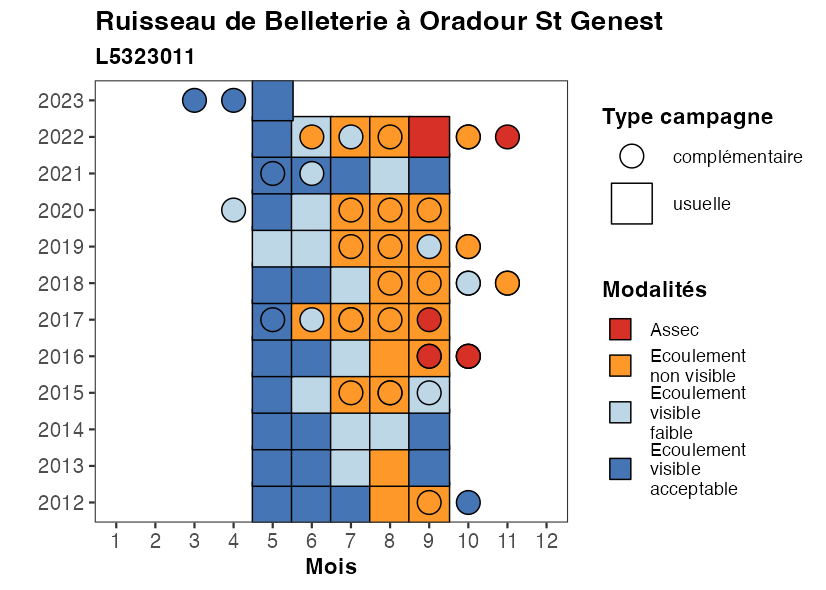 Ruisseau de Belleterie à Oradour St Genest
L5323011
2023
2022
2021
2020
2019
2018
2017
2016
2015
2014
2013
2012
1 2 3 4 5 6 7 8 9 10 11 12
Mois
Type campagne
complémentaire
usuelle
Modalités
Assec
Ecoulement
non visible
Ecoulement
visible
faible
Ecoulement
visible
acceptable